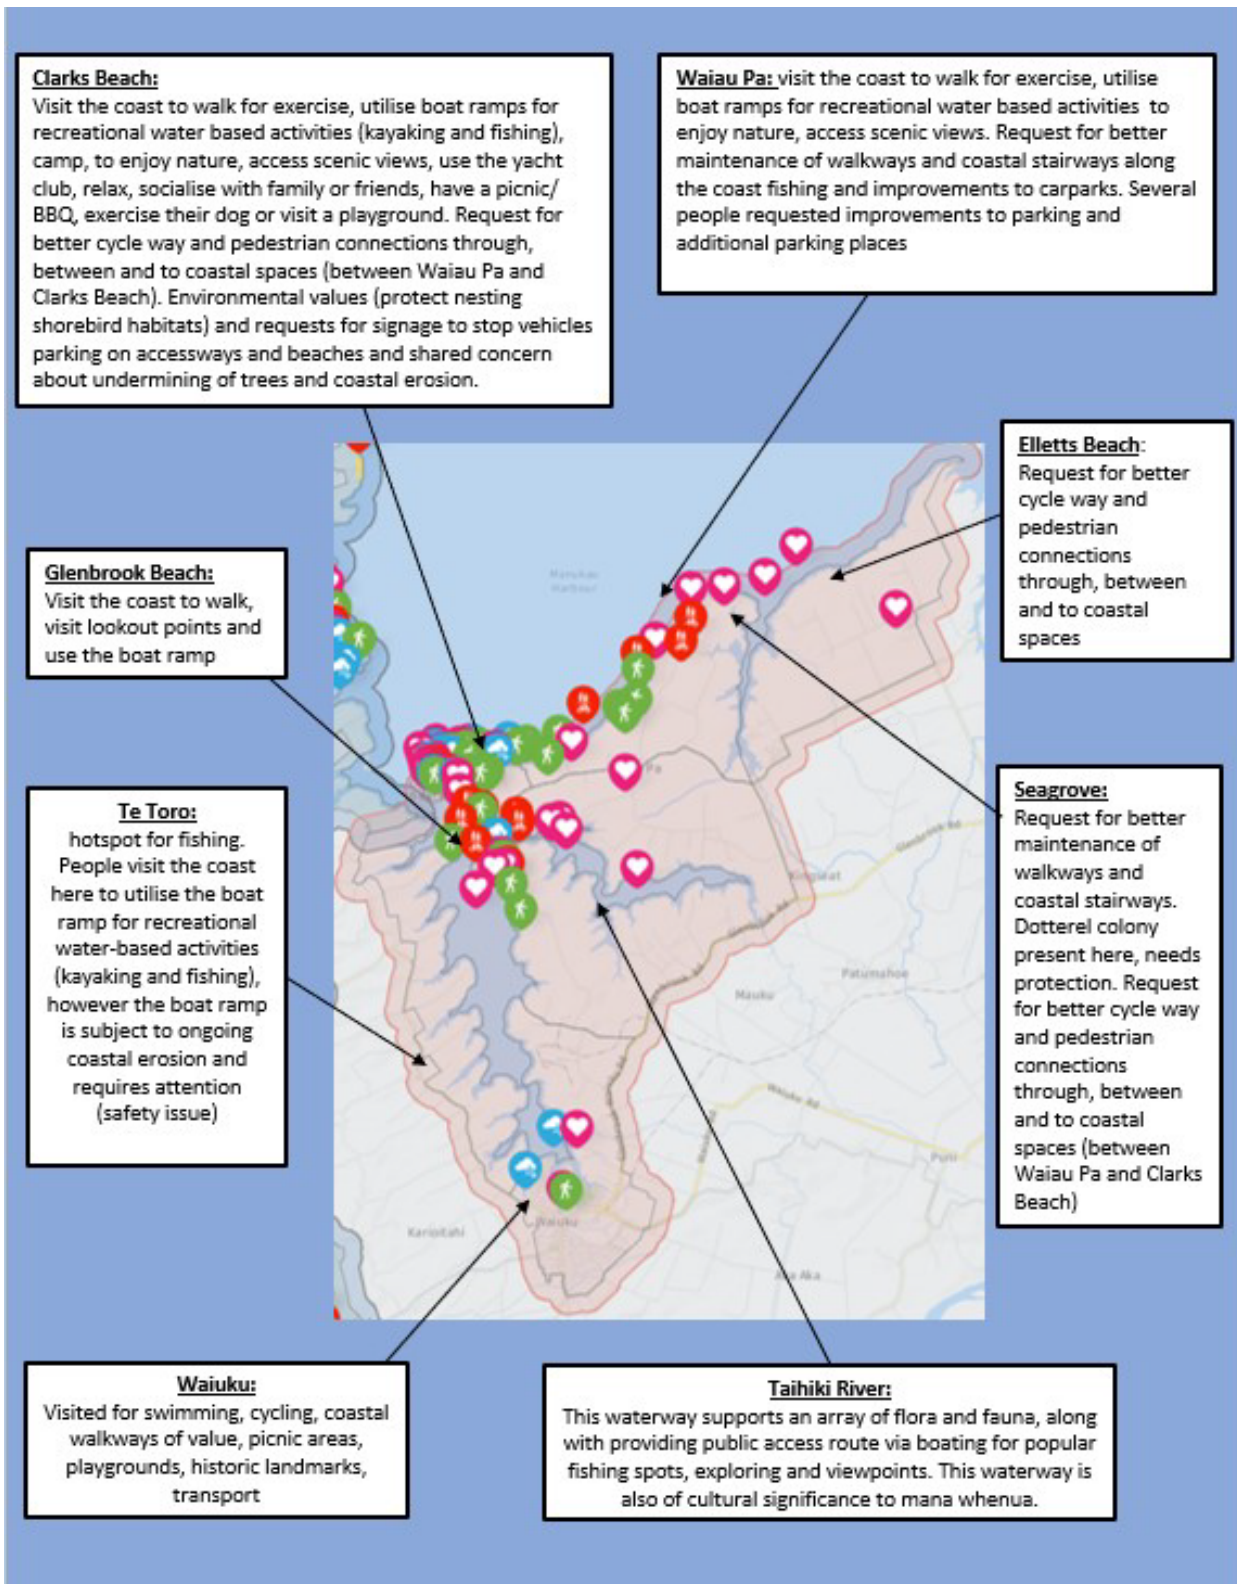 Clarks Beach:
Visit the coast to walk for exercise, utilise boat ramps for
recreational water based activities (kayaking and fishing),
camp, to enjoy nature, access scenic views, use the yacht
club, relax, socialise with family or friends, have a picnic/
BBQ, exercise their dog or visit a playground. Request for
better cycle way and pedestrian connections through,
between and to coastal spaces (between Waiau Pa and
Clarks Beach). Environmental values (protect nesting
shorebird habitats) and requests for signage to stop vehicles
parking on accessways and beaches and shared concern
about undermining of trees and coastal erosion.
Waiau Pa: visit the coast to walk for exercise, utilise
boat ramps for recreational water based activities to
enjoy nature, access scenic views. Request for better
maintenance of walkways and coastal stairways along
the coast fishing and improvements to carparks. Several
people requested improvements to parking and
additional parking places
Elletts Beach:
Request for better
cycle way and
pedestrian
connections
through, between
and to coastal
spaces
Glenbrook Beach:
Visit the coast to walk,
visit lookout points and
use the boat ramp
Te Toro:
hotspot for fishing.
People visit the coast
here to utilise the boat
ramp for recreational
water-based activities
(kayaking and fishing),
however the boat ramp
is subject to ongoing
coastal erosion and
requires attention
(safety issue)
Seagrove:
Request for better
maintenance of
walkways and
coastal stairways.
Dotterel colony
present here, needs
protection. Request
for better cycle way
and pedestrian
connections
through, between
and to coastal
spaces (between
Waiau Pa and Clarks
Beach)
Manukau
Harbour
Pa
Glenbrook Rd
Kingseat
Patumahoe
Mauku
Waiuku Rd
Puni
Karioitahi
Waiuku
Aka Aka
Waiuku:
Visited for swimming, cycling, coastal
walkways of value, picnic areas,
playgrounds, historic landmarks,
transport
Taihiki River:
This waterway supports an array of flora and fauna, along
with providing public access route via boating for popular
fishing spots, exploring and viewpoints. This waterway is
also of cultural significance to mana whenua.